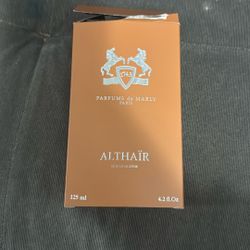 PARFUMS de MARLY
PARIS
ALTHAÏR
125 ml
4.2 fl.Oz